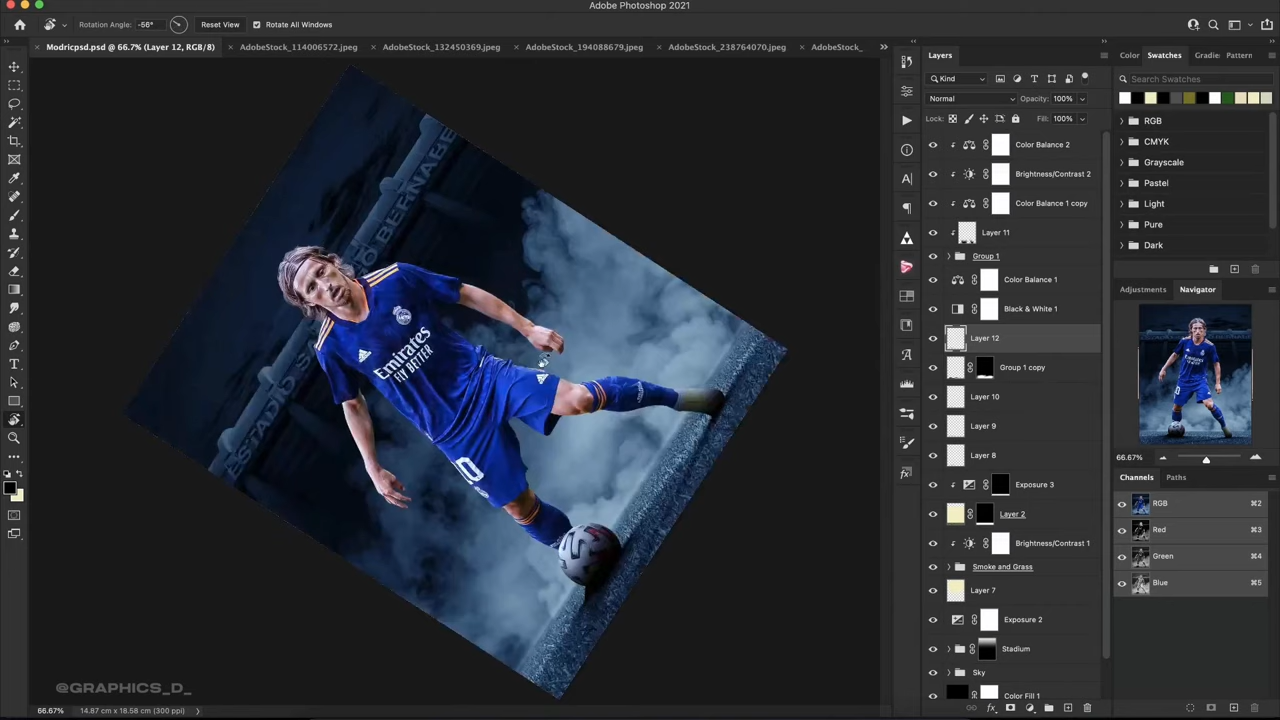 Adobe Photoshop 2021
Rotation Angle: -56° Reset View Rotate All Windows
Modricpsd.psd @ 66.7% (Layer 12, RGB/8) AdobeStock_114006572.jpeg AdobeStock_132450369.jpeg AdobeStock_194088679.jpeg AdobeStock_238764070.jpeg AdobeStock_
Layers
Kind
Normal Opacity: 100%
Lock: Fill: 100%
Color Balance 2
Brightness/Contrast 2
Color Balance 1 copy
Layer 11
Group 1
Color Balance 1
Black & White 1
Layer 12
Group 1 copy
Layer 10
Layer 9
Layer 8
Exposure 3
Layer 2
Brightness/Contrast 1
Smoke and Grass
Layer 7
Exposure 2
Stadium
Sky
Color Fill 1
Color Swatches Gradie Pattern
Search Swatches
RGB
CMYK
Grayscale
Pastel
Light
Pure
Dark
Adjustments Navigator
66.67%
Channels Paths
RGB ⌘2
Red ⌘3
Green ⌘4
Blue ⌘5
ESTADIO S
O BERNABE
Emirates
FLY BETTER
10
@GRAPHICS_D_
66.67% 14.87 cm x 18.58 cm (300 ppi)